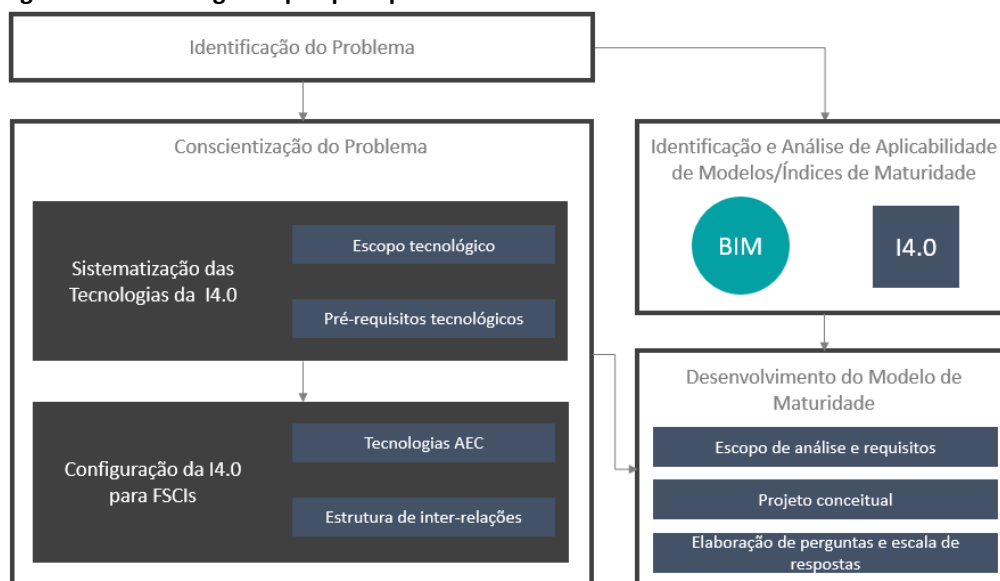 Identificação do Problema
Conscientização do Problema
Sistematização das
Tecnologias da I4.0
Escopo tecnológico
Pré-requisitos tecnológicos
Configuração da I4.0
para FSCIs
Tecnologias AEC
Estrutura de inter-relações
Identificação e Análise de Aplicabilidade
de Modelos/Índices de Maturidade
BIM
I4.0
Desenvolvimento do Modelo de
Maturidade
Escopo de análise e requisitos
Projeto conceitual
Elaboração de perguntas e escala de
respostas